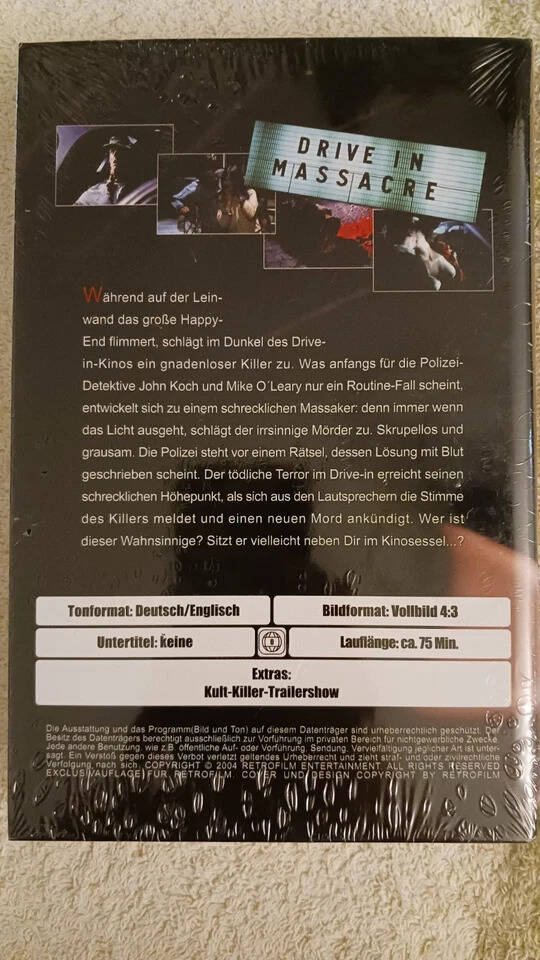 DRIVE IN
MASSACRE
Während auf der Lein-
wand das große Happy-
End flimmert, schlägt im Dunkel des Drive-
in-Kinos ein gnadenloser Killer zu. Was anfangs für die Polizei-
Detektive John Koch und Mike O´Leary nur ein Routine-Fall scheint,
entwickelt sich zu einem schrecklichen Massaker: denn immer wenn
das Licht ausgeht, schlägt der irrsinnige Mörder zu. Skrupellos und
grausam. Die Polizei steht vor einem Rätsel, dessen Lösung mit Blut
geschrieben scheint. Der tödliche Terror im Drive-in erreicht seinen
schrecklichen Höhepunkt, als sich aus den Lautsprechern die Stimme
des Killers meldet und einen neuen Mord ankündigt. Wer ist
dieser Wahnsinnige? Sitzt er vielleicht neben Dir im Kinosessel...?
Tonformat: Deutsch/Englisch
Bildformat: Vollbild 4:3
Untertitel: keine
0
Lauflänge: ca. 75 Min.
Extras:
Kult-Killer-Trailershow
Die Ausstattung und das Programm(Bild und Ton) auf diesem Datenträger sind urheberrechtlich geschützt. Der
Besitz des Datenträgers berechtigt ausschließlich zur Vorführung im privaten Bereich für nichtgewerbliche Zwecke.
Jede andere Benutzung, wie z.B. öffentliche Auf- oder Vorführung, Sendung, Vervielfältigung jeglicher Art ist unter-
sagt. Ein Verstoß gegen dieses Verbot verletzt geltendes Urheberrecht und zieht straf- und oder zivilrechtliche
Verfolgung nach sich. COPYRIGHT © 2004 RETROFILM ENTERTAINMENT. ALL RIGHTS RESERVED
EXCLUSIVAUFLAGE FÜR RETROFILM. COVER UND DESIGN COPYRIGHT BY RETROFILM